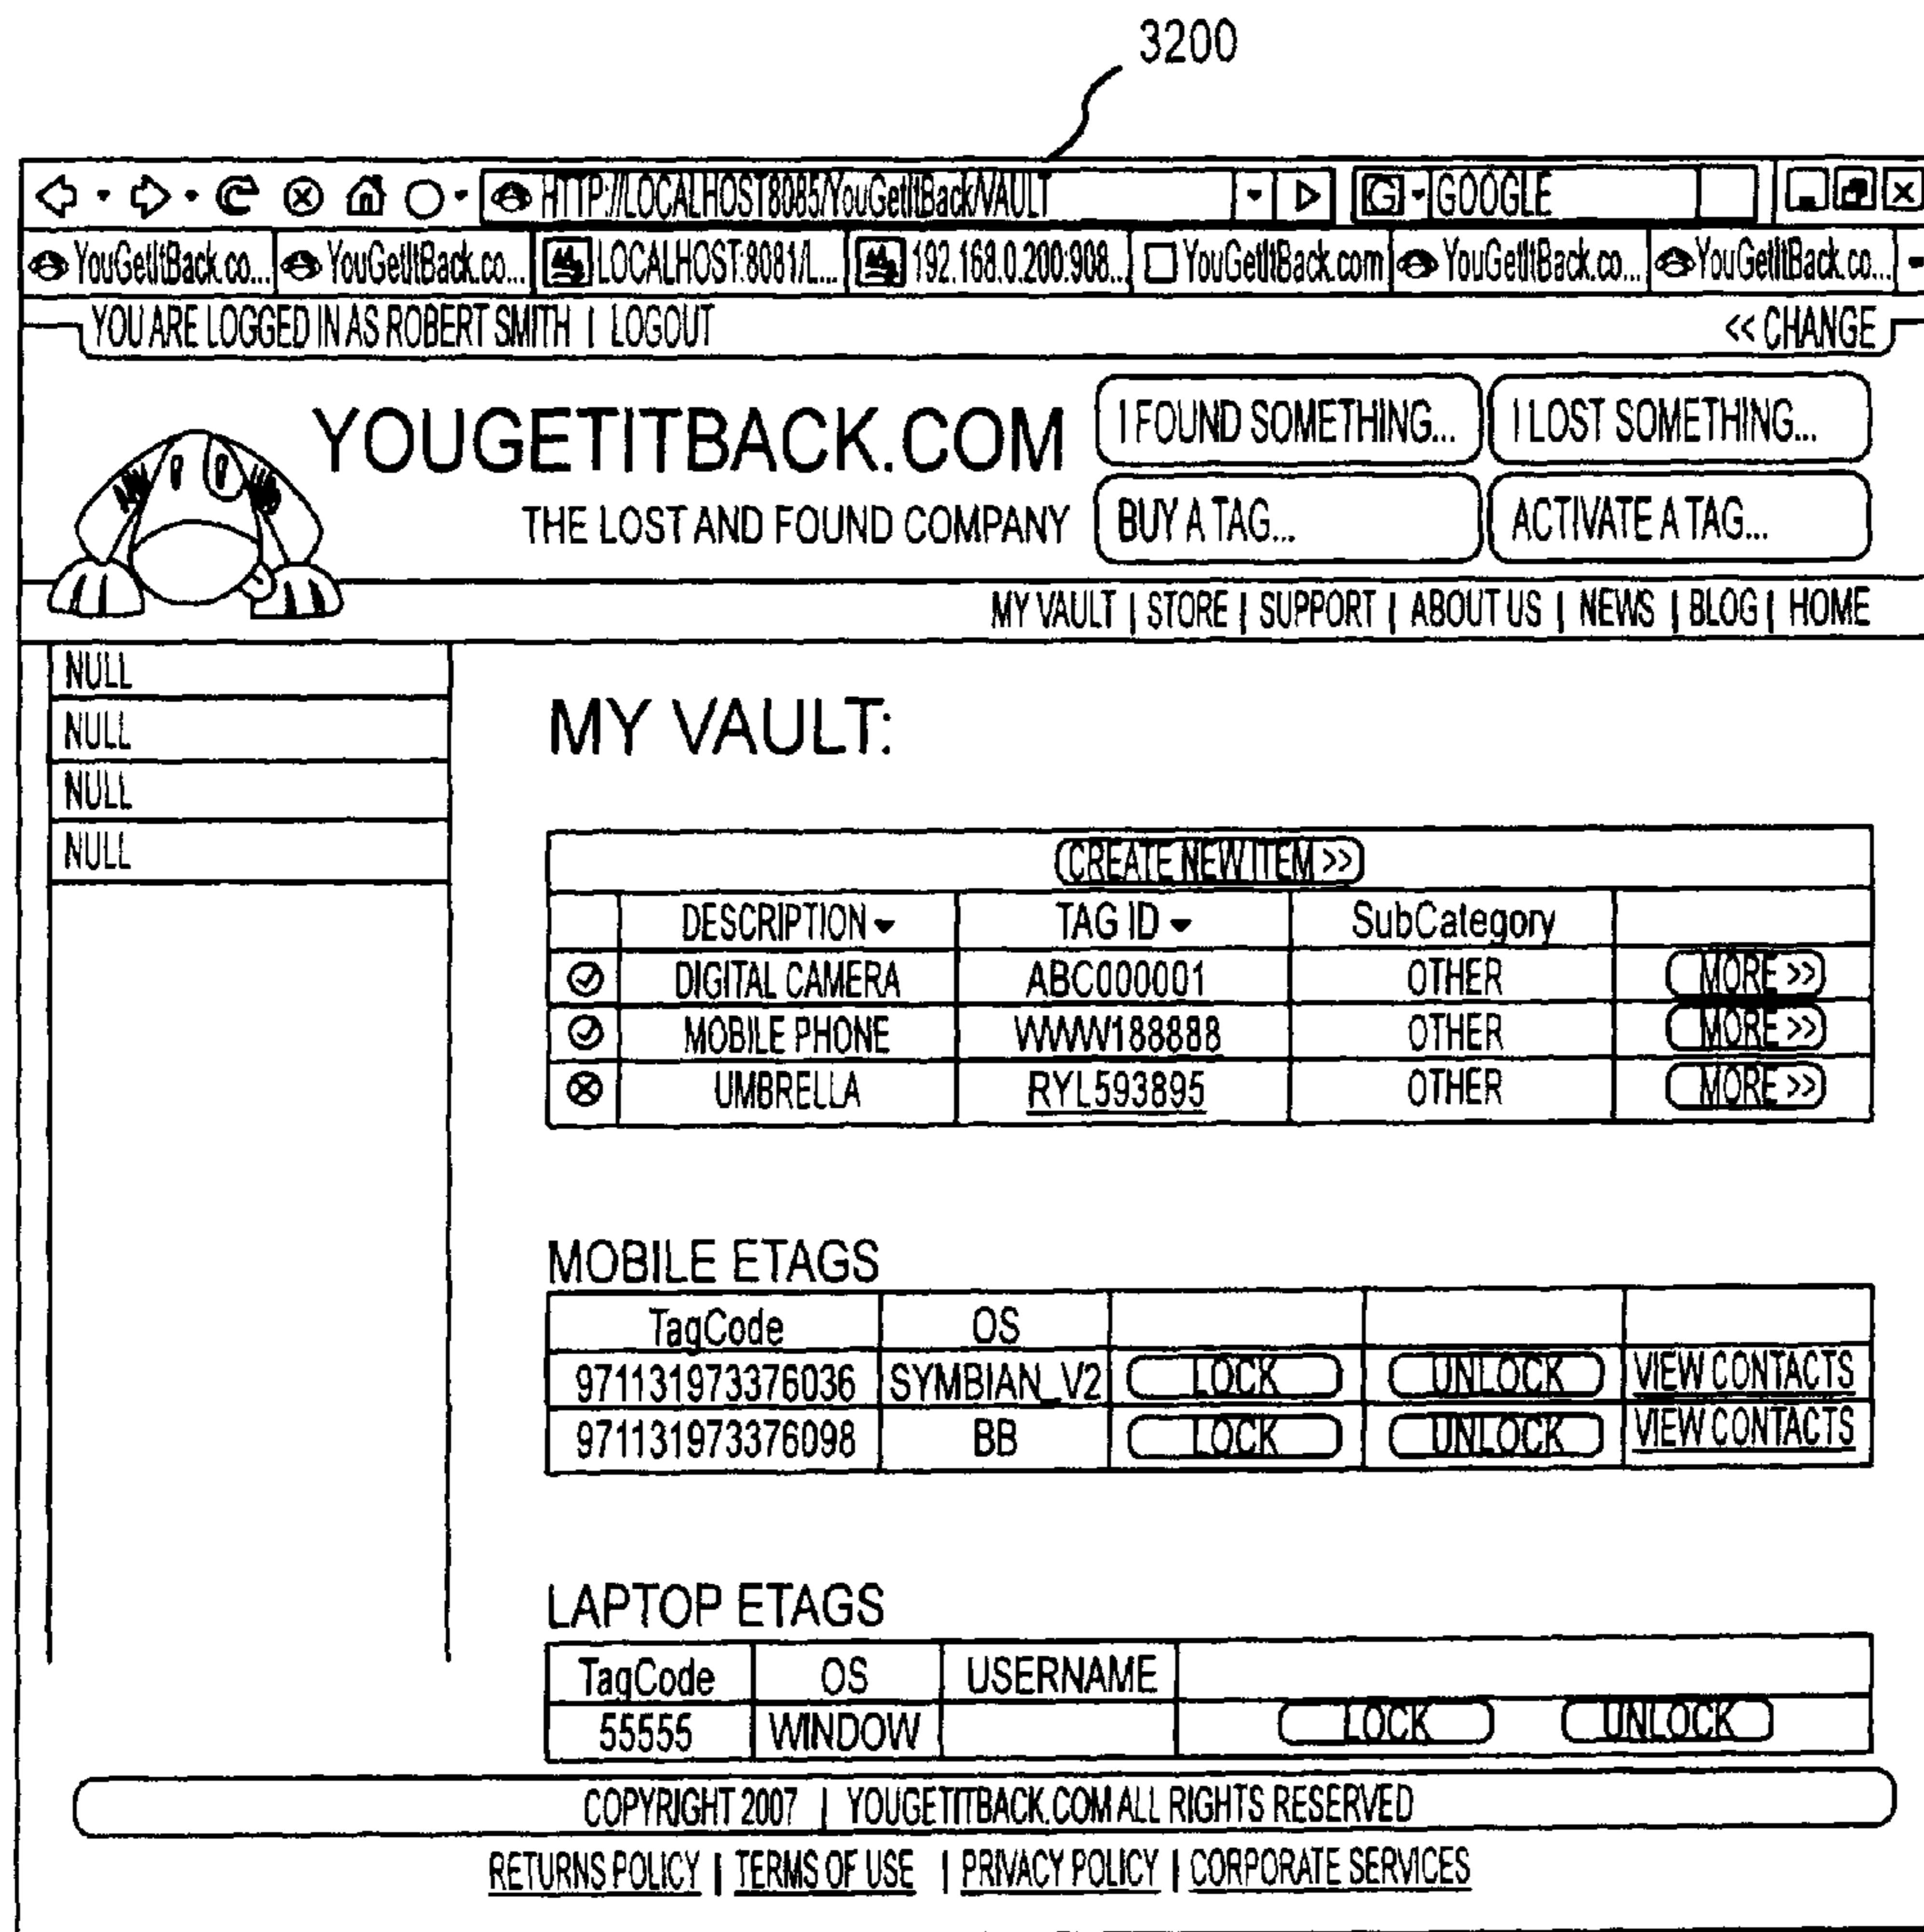 3200
HTTP://LOCALHOST8085/YouGetItBack/VAULT GOOGLE
YouGetItBack.co... YouGetItBack.co... LOCALHOST:8081/L... 192.168.0.200:908... YouGetItBack.com YouGetItBack.co... YouGetItBack.co...
YOU ARE LOGGED IN AS ROBERT SMITH | LOGOUT << CHANGE
YOUGETITBACK.COM
THE LOST AND FOUND COMPANY
I FOUND SOMETHING... I LOST SOMETHING...
BUY A TAG... ACTIVATE A TAG...
MY VAULT | STORE | SUPPORT | ABOUT US | NEWS | BLOG | HOME
NULL
NULL
NULL
NULL
MY VAULT:
CREATE NEW ITEM >>
DESCRIPTION TAG ID SubCategory
DIGITAL CAMERA ABC000001 OTHER MORE >>
MOBILE PHONE WWW188888 OTHER MORE >>
UMBRELLA RYL593895 OTHER MORE >>
MOBILE ETAGS
TagCode OS
971131973376036 SYMBIAN_V2 LOCK UNLOCK VIEW CONTACTS
971131973376098 BB LOCK UNLOCK VIEW CONTACTS
LAPTOP ETAGS
TagCode OS USERNAME
55555 WINDOW LOCK UNLOCK
COPYRIGHT 2007 | YOUGETITBACK.COM ALL RIGHTS RESERVED
RETURNS POLICY | TERMS OF USE | PRIVACY POLICY | CORPORATE SERVICES